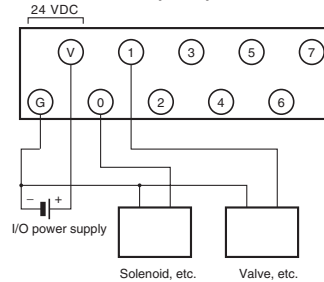 24 VDC
V 1 3 5 7
G 0 2 4 6
− +
I/O power supply
Solenoid, etc. Valve, etc.